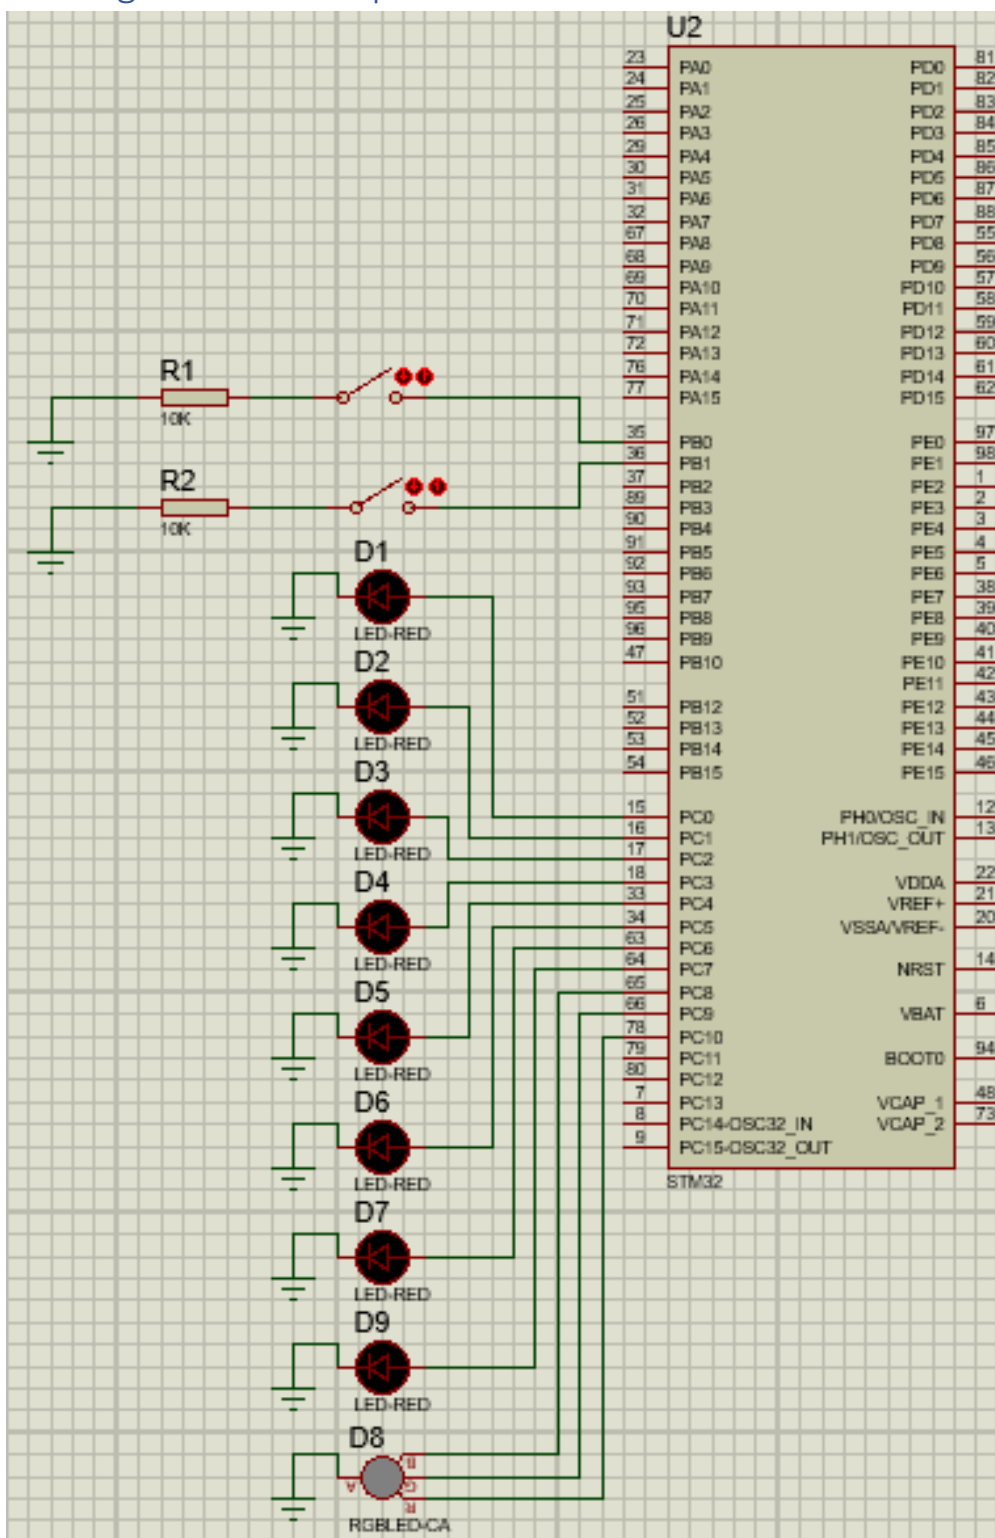 U2
23 PA0 PD0 81
24 PA1 PD1 82
25 PA2 PD2 83
26 PA3 PD3 84
29 PA4 PD4 85
30 PA5 PD5 86
31 PA6 PD6 87
32 PA7 PD7 88
67 PA8 PD8 55
68 PA9 PD9 56
69 PA10 PD10 57
70 PA11 PD11 58
71 PA12 PD12 59
72 PA13 PD13 60
76 PA14 PD14 61
77 PA15 PD15 62
R1
10K
35 PB0 PE0 97
36 PB1 PE1 98
37 PB2 PE2 1
89 PB3 PE3 2
90 PB4 PE4 3
91 PB5 PE5 4
92 PB6 PE6 5
93 PB7 PE7 38
95 PB8 PE8 39
96 PB9 PE9 40
47 PB10 PE10 41
PE11 42
51 PB12 PE12 43
52 PB13 PE13 44
53 PB14 PE14 45
54 PB15 PE15 46
R2
10K
D1
LED-RED
D2
LED-RED
D3
LED-RED
15 PC0 PH0/OSC_IN 12
16 PC1 PH1/OSC_OUT 13
17 PC2
18 PC3 VDDA 22
33 PC4 VREF+ 21
34 PC5 VSSA/VREF- 20
63 PC6
64 PC7 NRST 14
65 PC8
66 PC9 VBAT 6
78 PC10
79 PC11 BOOT0 94
80 PC12
7 PC13 VCAP_1 48
8 PC14-OSC32_IN VCAP_2 73
9 PC15-OSC32_OUT
STM32
D4
LED-RED
D5
LED-RED
D6
LED-RED
D7
LED-RED
D9
LED-RED
D8
B
A G
R
RGBLED-CA